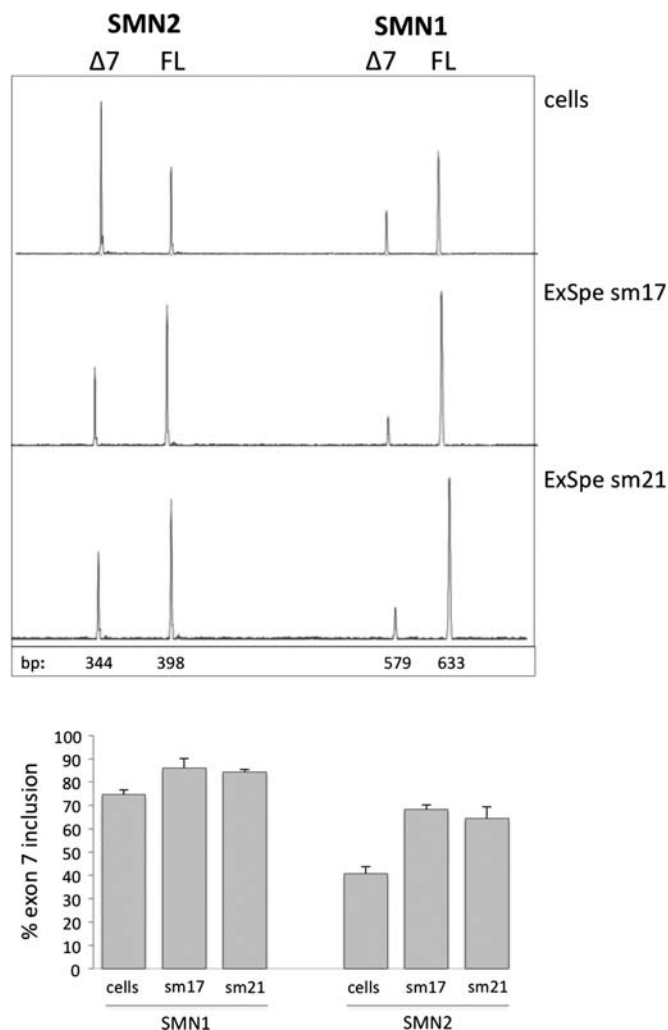 SMN2 SMN1
Δ7 FL Δ7 FL
cells
ExSpe sm17
ExSpe sm21
bp: 344 398 579 633
% exon 7 inclusion
100
90
80
70
60
50
40
30
20
10
0
cells sm17 sm21 cells sm17 sm21
SMN1 SMN2